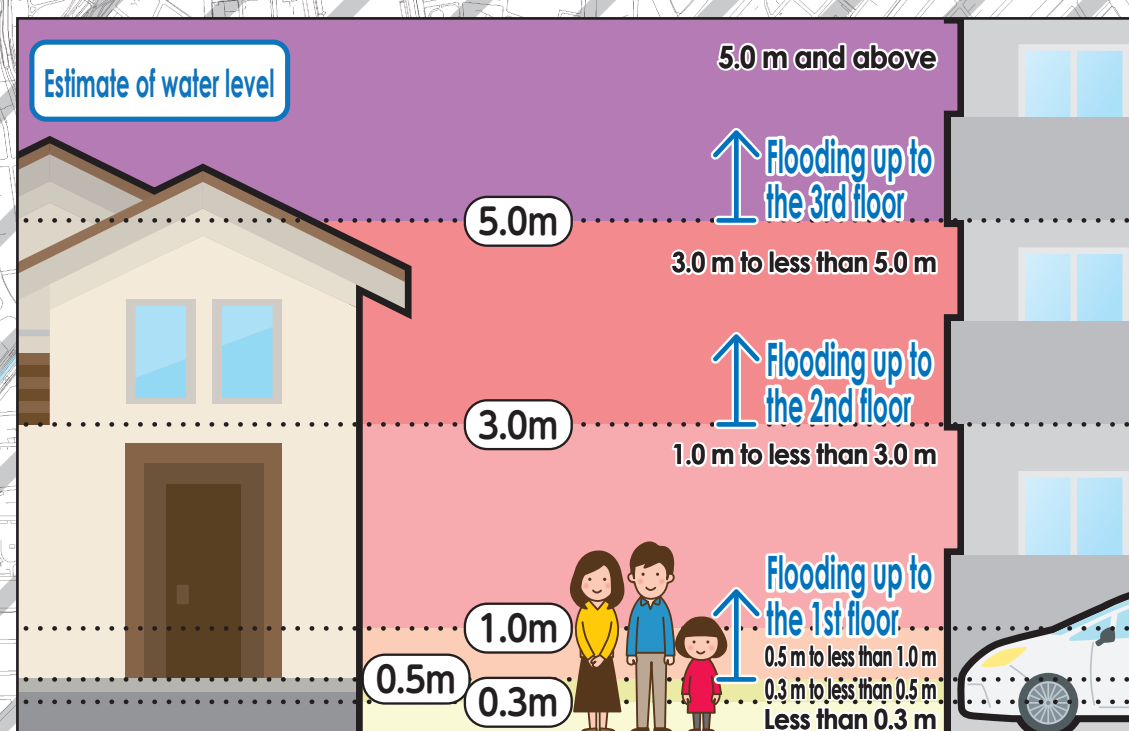 Estimate of water level
5.0 m and above
Flooding up to
the 3rd floor
5.0m
3.0 m to less than 5.0 m
Flooding up to
the 2nd floor
3.0m
1.0 m to less than 3.0 m
Flooding up to
the 1st floor
1.0m
0.5 m to less than 1.0 m
0.5m
0.3 m to less than 0.5 m
0.3m
Less than 0.3 m